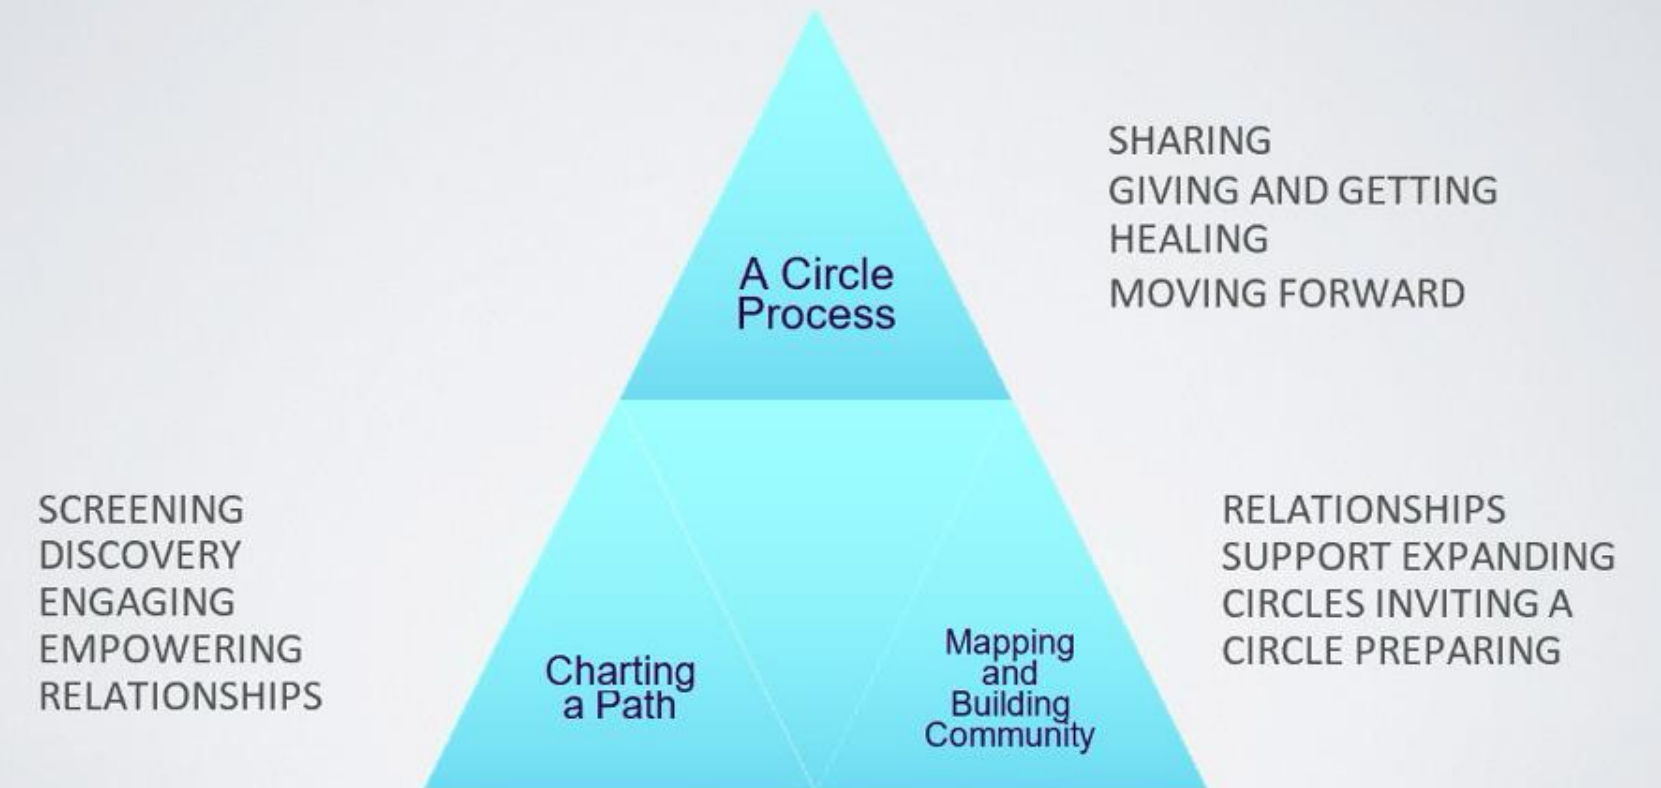 SHARING
GIVING AND GETTING
HEALING
MOVING FORWARD
A Circle
Process
SCREENING
DISCOVERY
ENGAGING
EMPOWERING
RELATIONSHIPS
Charting
a Path
Mapping
and
Building
Community
RELATIONSHIPS
SUPPORT EXPANDING
CIRCLES INVITING A
CIRCLE PREPARING